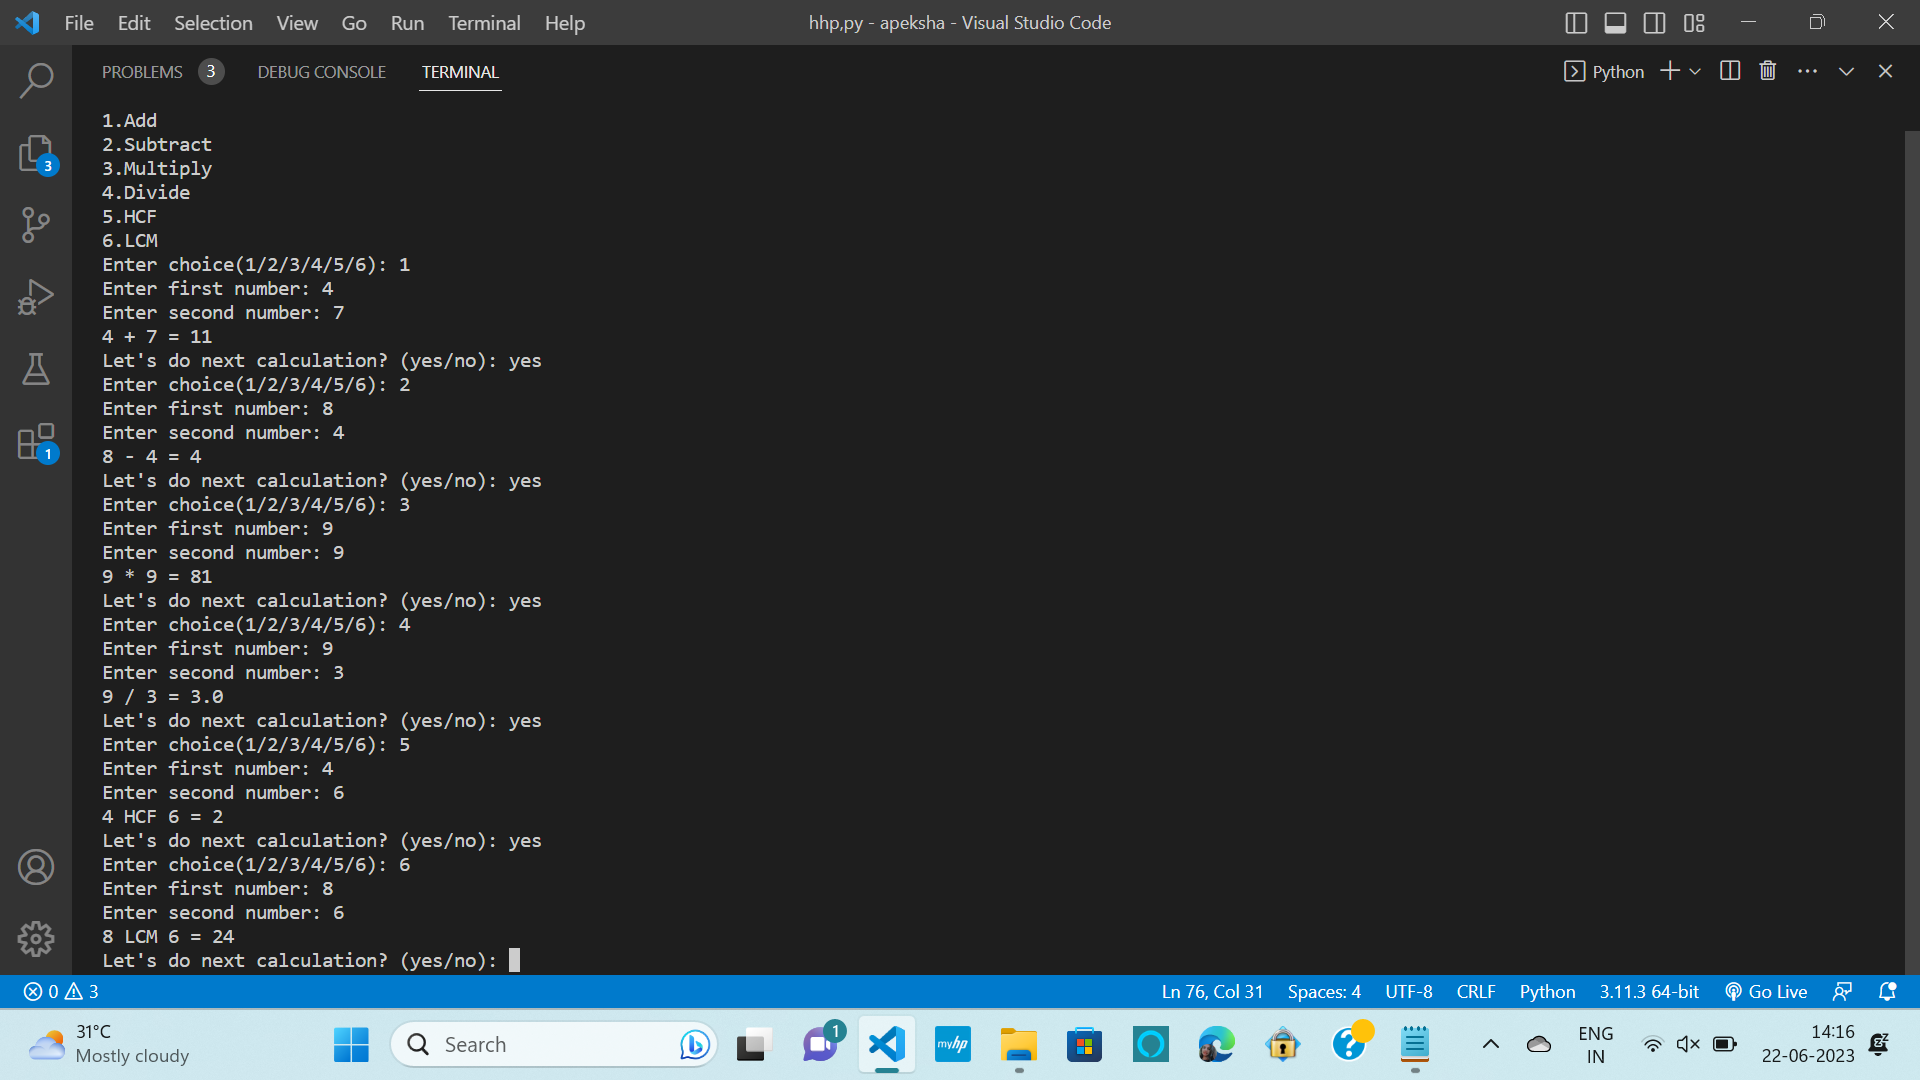 File Edit Selection View Go Run Terminal Help hhp,py - apeksha - Visual Studio Code
PROBLEMS 3 DEBUG CONSOLE TERMINAL Python
1.Add
2.Subtract
3.Multiply
4.Divide
5.HCF
6.LCM
Enter choice(1/2/3/4/5/6): 1
Enter first number: 4
Enter second number: 7
4 + 7 = 11
Let's do next calculation? (yes/no): yes
Enter choice(1/2/3/4/5/6): 2
Enter first number: 8
Enter second number: 4
8 - 4 = 4
Let's do next calculation? (yes/no): yes
Enter choice(1/2/3/4/5/6): 3
Enter first number: 9
Enter second number: 9
9 * 9 = 81
Let's do next calculation? (yes/no): yes
Enter choice(1/2/3/4/5/6): 4
Enter first number: 9
Enter second number: 3
9 / 3 = 3.0
Let's do next calculation? (yes/no): yes
Enter choice(1/2/3/4/5/6): 5
Enter first number: 4
Enter second number: 6
4 HCF 6 = 2
Let's do next calculation? (yes/no): yes
Enter choice(1/2/3/4/5/6): 6
Enter first number: 8
Enter second number: 6
8 LCM 6 = 24
Let's do next calculation? (yes/no):
3
1
0 3 Ln 76, Col 31 Spaces: 4 UTF-8 CRLF Python 3.11.3 64-bit Go Live
31°C
Mostly cloudy
Search
1
myhp
ENG
IN
14:16
22-06-2023